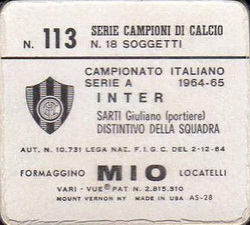 N. 113 SERIE CAMPIONI DI CALCIO
N. 18 SOGGETTI
CAMPIONATO ITALIANO
SERIE A 1964-65
INTER
SARTI Giuliano (portiere)
DISTINTIVO DELLA SQUADRA
AUT. N. 10.731 LEGA NAZ. F.I.G.C. DEL 2-12-64
FORMAGGINO MIO LOCATELLI
VARI-VUE ® PAT N. 2.815.310
MOUNT VERNON NY MADE IN USA AS-28